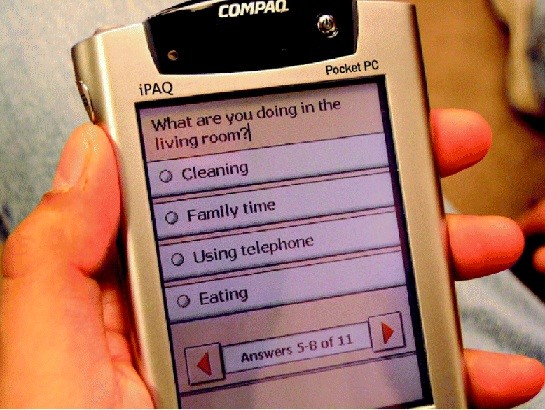 COMPAQ
iPAQ Pocket PC
What are you doing in the
living room?
Cleaning
Family time
Using telephone
Eating
Answers 5-8 of 11